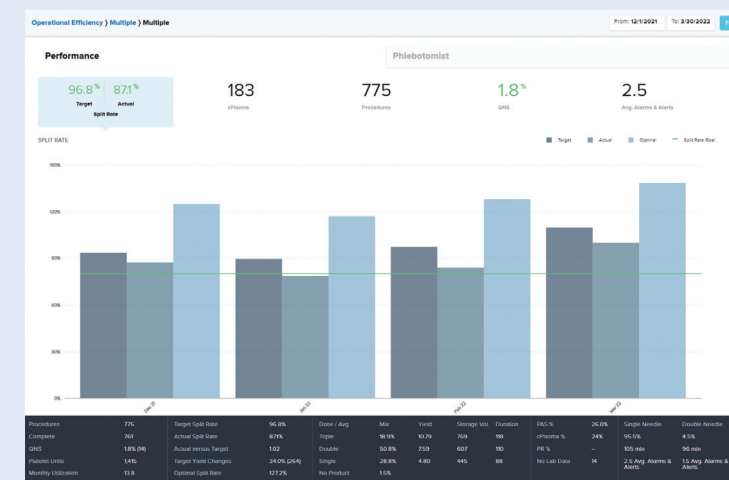 Operational Efficiency ❭ Multiple ❭ Multiple
From: 12/1/2021 To: 3/30/2022
Performance Phlebotomist
96.8% 87.1% 183 775 1.8% 2.5
Target Actual cPlasma Procedures QNS Avg. Alarms & Alerts
Split Rate
SPLIT RATE Target Actual Optimal Split Rate Goal
150%
120%
90%
60%
30%
0%
Dec 21 Jan 22 Feb 22 Mar 22
Procedures 775 Target Split Rate 96.8% Dose / Avg Mix Yield Storage Vol Duration PAS % 26.0% Single Needle Double Needle
Complete 761 Actual Split Rate 87.1% Triple 18.9% 10.79 769 118 cPlasma % 24% 95.5% 4.5%
QNS 1.8% (14) Actual versus Target 1.02 Double 50.8% 7.59 607 110 PR % – 105 min 96 min
Platelet Units 1,415 Target Yield Changes 34.0% (264) Single 28.8% 4.80 445 88 No Lab Data 14 2.5 Avg. Alarms & Alerts 1.5 Avg. Alarms & Alerts
Monthly Utilization 13.8 Optimal Split Rate 127.2% No Product 1.5%